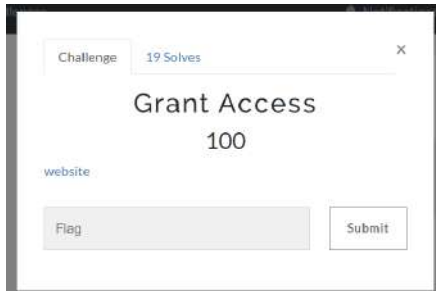 Challenge 19 Solves ×
Grant Access
100
website
Flag Submit